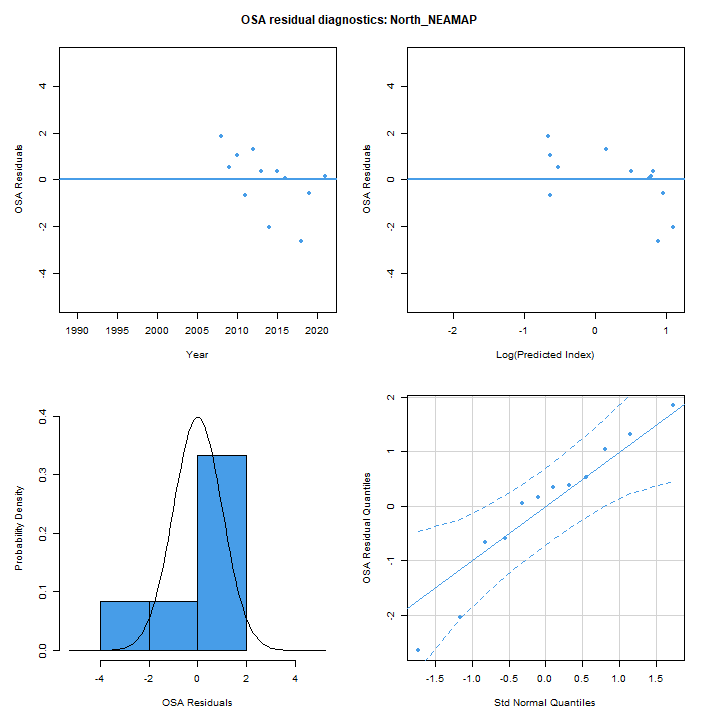 OSA residual diagnostics: North_NEAMAP
OSA Residuals
4
2
0
-2
-4
1990 1995 2000 2005 2010 2015 2020
Year
OSA Residuals
4
2
0
-2
-4
-2 -1 0 1
Log(Predicted Index)
Probability Density
0.4
0.3
0.2
0.1
0.0
-4 -2 0 2 4
OSA Residuals
OSA Residual Quantiles
2
1
0
-1
-2
-1.5 -1.0 -0.5 0.0 0.5 1.0 1.5
Std Normal Quantiles